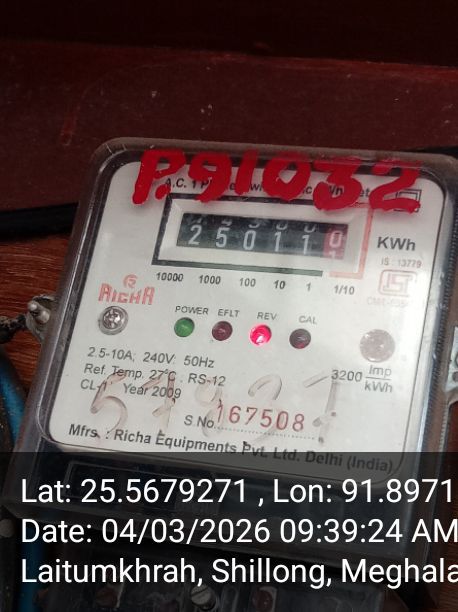 P.91032
A.C. 1 P
250110
KWh
10000 1000 100 10 1 1/10
IS : 13779
RICHA
POWER EFLT REV. CAL
2.5-10A, 240V. 50Hz
Ref. Temp. 27°C . RS-12
3200 Imp
kWh
CL-1 Year 2009
S.No. 167508
Mfrs. : Richa Equipments Pvt. Ltd. Delhi (India)
Lat: 25.5679271 , Lon: 91.8971
Date: 04/03/2026 09:39:24 AM
Laitumkhrah, Shillong, Meghala